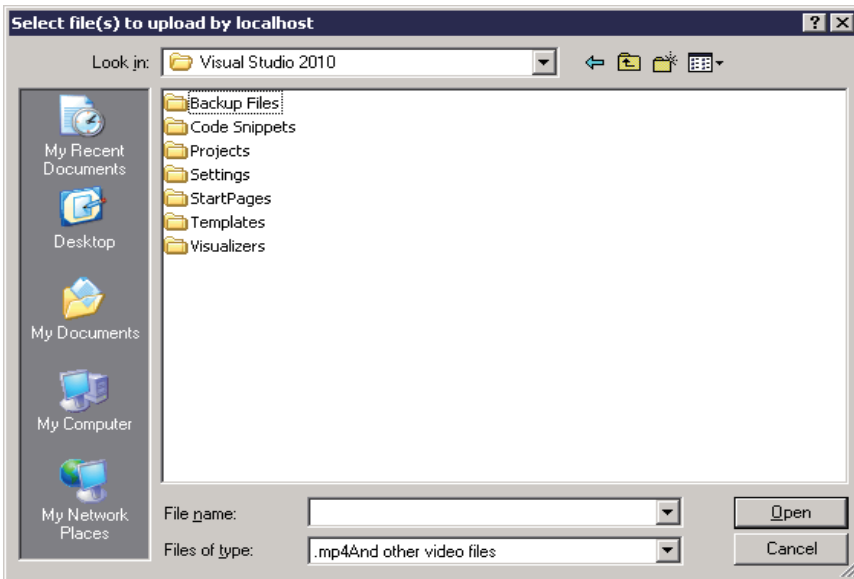 Select file(s) to upload by localhost
Look in: Visual Studio 2010
Backup Files
Code Snippets
Projects
Settings
StartPages
Templates
Visualizers
My Recent
Documents
Desktop
My Documents
My Computer
My Network
Places
File name:
Open
Files of type: .mp4And other video files
Cancel